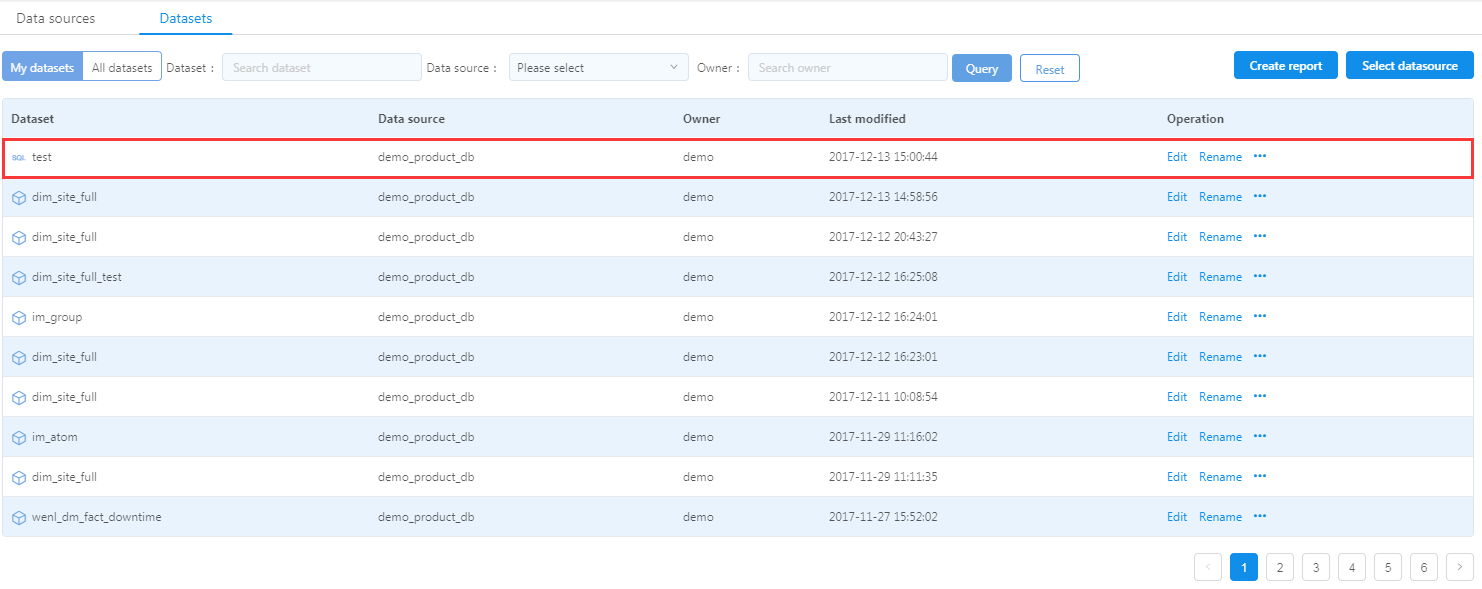 Data sources Datasets
My datasets All datasets Dataset : Search dataset Data source : Please select Owner : Search owner Query Reset Create report Select datasource
Dataset Data source Owner Last modified Operation
SQL test demo_product_db demo 2017-12-13 15:00:44 Edit Rename •••
dim_site_full demo_product_db demo 2017-12-13 14:58:56 Edit Rename •••
dim_site_full demo_product_db demo 2017-12-12 20:43:27 Edit Rename •••
dim_site_full_test demo_product_db demo 2017-12-12 16:25:08 Edit Rename •••
im_group demo_product_db demo 2017-12-12 16:24:01 Edit Rename •••
dim_site_full demo_product_db demo 2017-12-12 16:23:01 Edit Rename •••
dim_site_full demo_product_db demo 2017-12-11 10:08:54 Edit Rename •••
im_atom demo_product_db demo 2017-11-29 11:16:02 Edit Rename •••
dim_site_full demo_product_db demo 2017-11-29 11:11:35 Edit Rename •••
wenl_dm_fact_downtime demo_product_db demo 2017-11-27 15:52:02 Edit Rename •••
< 1 2 3 4 5 6 >